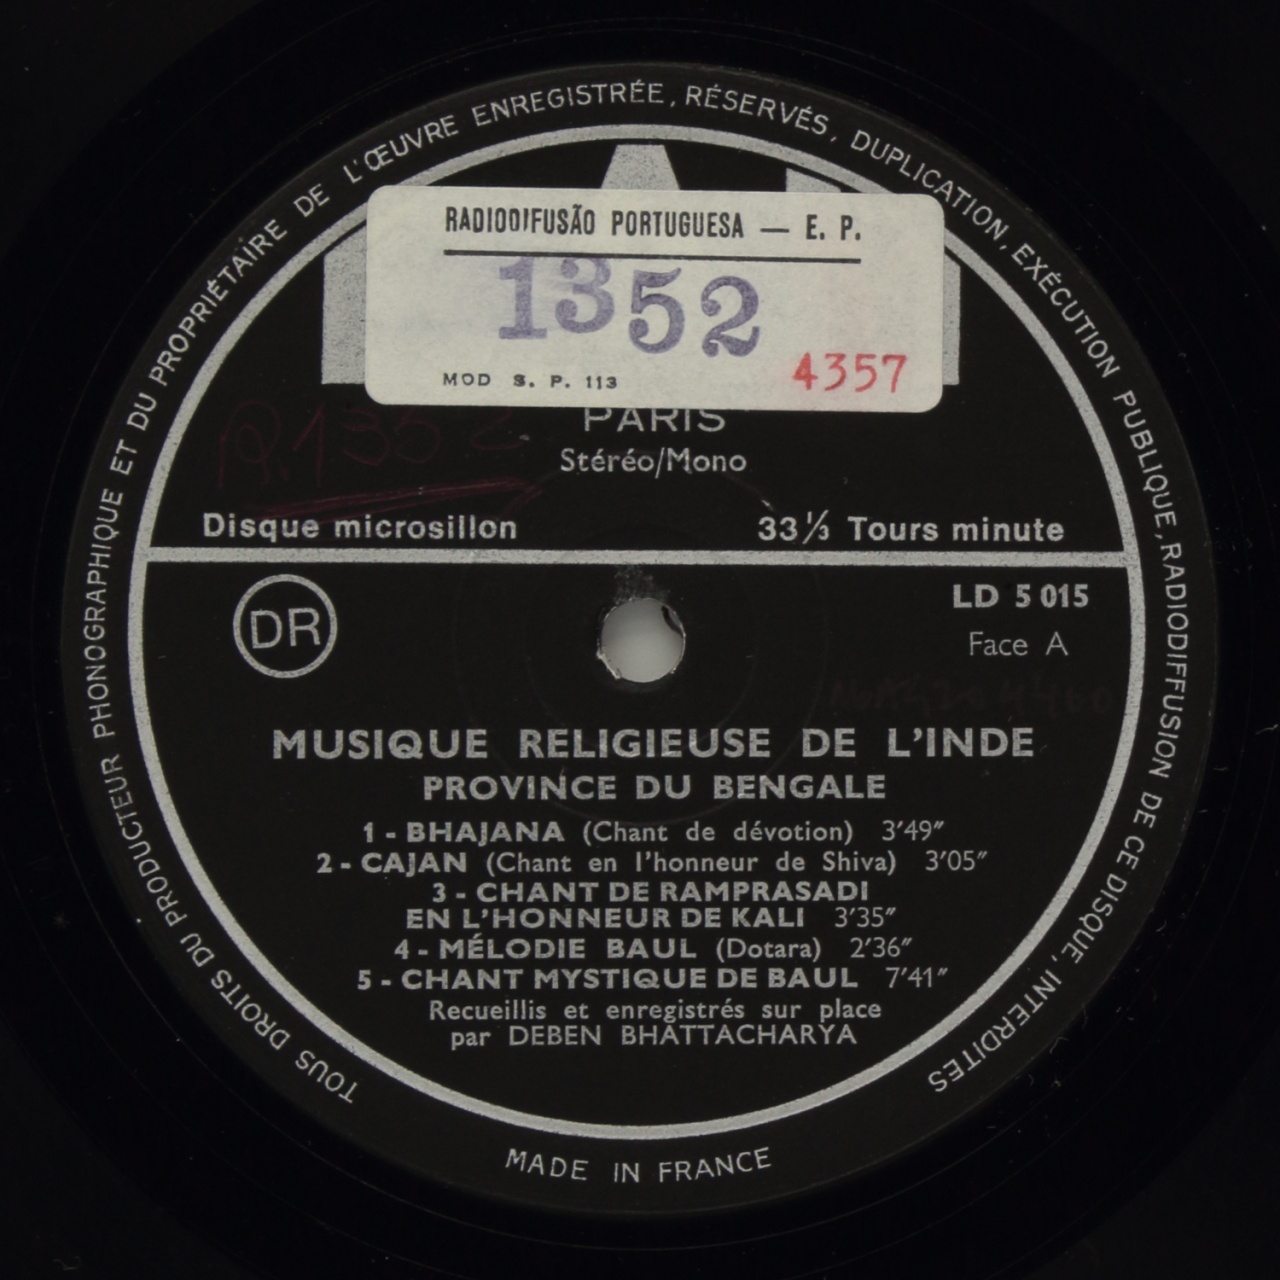 TOUS DROITS DU PRODUCTEUR PHONOGRAPHIQUE ET DU PROPRIÉTAIRE DE L'ŒUVRE ENREGISTRÉE, RÉSERVÉS, DUPLICATION, EXÉCUTION PUBLIQUE, RADIODIFFUSION DE CE DISQUE, INTERDITES
RADIODIFUSÃO PORTUGUESA — E. P.
1352
MOD S. P. 113 4357
PARIS
R.1352
Stéréo/Mono
Disque microsillon 33⅓ Tours minute
DR
LD 5 015
Face A
MUSIQUE RELIGIEUSE DE L'INDE
PROVINCE DU BENGALE
1 - BHAJANA (Chant de dévotion) 3'49"
2 - CAJAN (Chant en l'honneur de Shiva) 3'05"
3 - CHANT DE RAMPRASADI
EN L'HONNEUR DE KALI 3'35"
4 - MÉLODIE BAUL (Dotara) 2'36"
5 - CHANT MYSTIQUE DE BAUL 7'41"
Recueillis et enregistrés sur place
par DEBEN BHATTACHARYA
MADE IN FRANCE